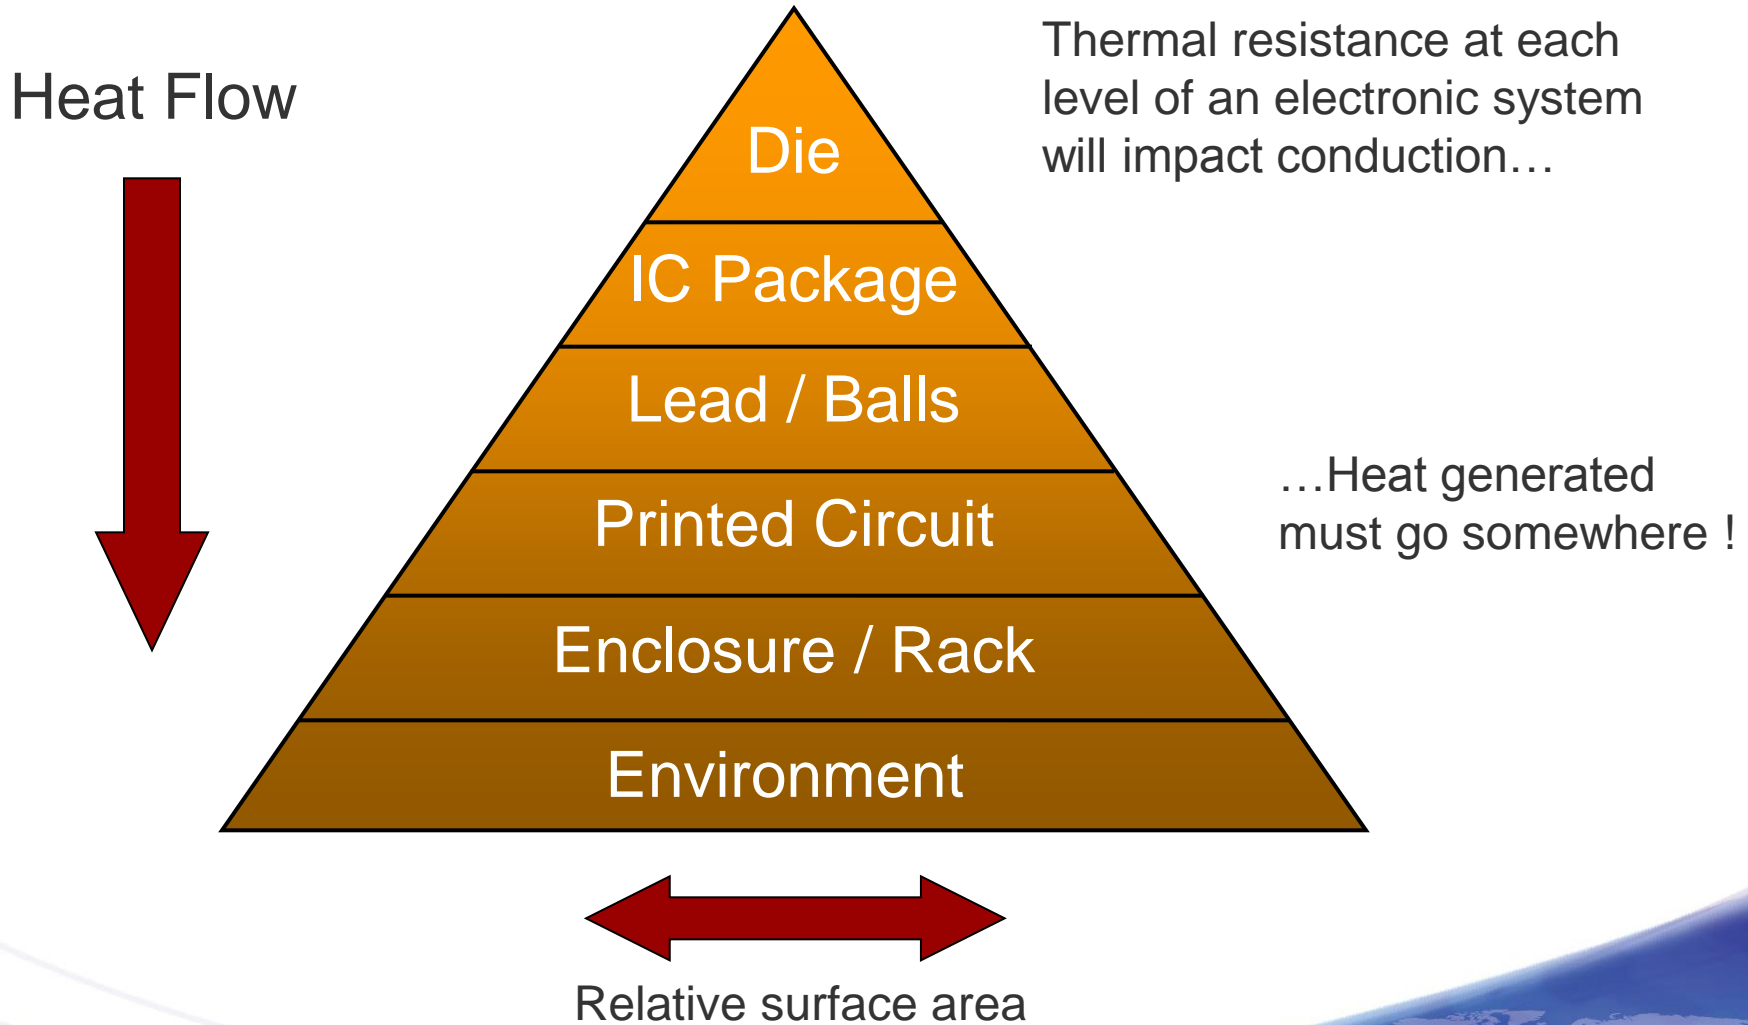 Heat Flow
Thermal resistance at each
level of an electronic system
will impact conduction…
Die
IC Package
Lead / Balls
Printed Circuit
…Heat generated
must go somewhere !
Enclosure / Rack
Environment
Relative surface area